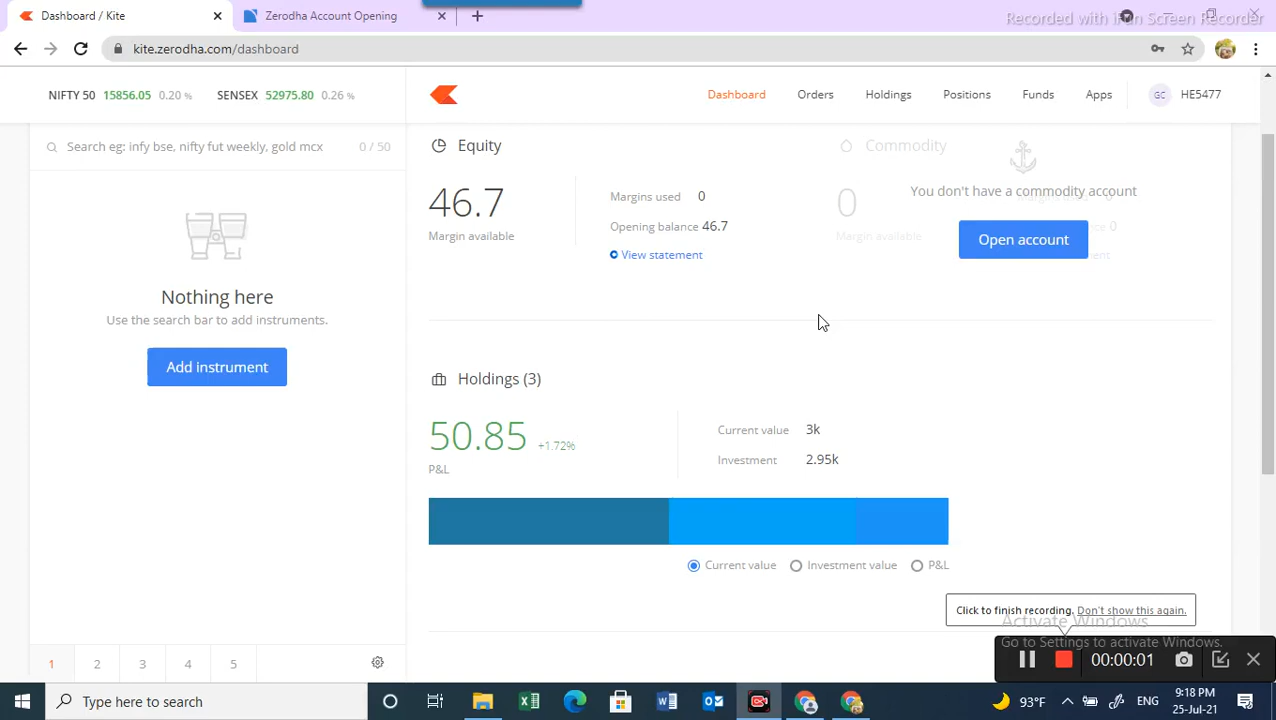 Dashboard / Kite
Zerodha Account Opening
Recorded with iFun Screen Recorder
kite.zerodha.com/dashboard
NIFTY 50 15856.05 0.20 %
SENSEX 52975.80 0.26 %
Dashboard
Orders
Holdings
Positions
Funds
Apps
GC
HE5477
Search eg: infy bse, nifty fut weekly, gold mcx
0 / 50
Nothing here
Use the search bar to add instruments.
Add instrument
1
2
3
4
5
Equity
46.7
Margin available
Margins used 0
Opening balance 46.7
View statement
Commodity
0
Margin available
You don't have a commodity account
Open account
Holdings (3)
50.85 +1.72%
P&L
Current value 3k
Investment 2.95k
Current value
Investment value
P&L
Click to finish recording. Don't show this again.
Activate Windows
Go to Settings to activate Windows.
00:00:01
Type here to search
93°F
ENG
9:18 PM
25-Jul-21